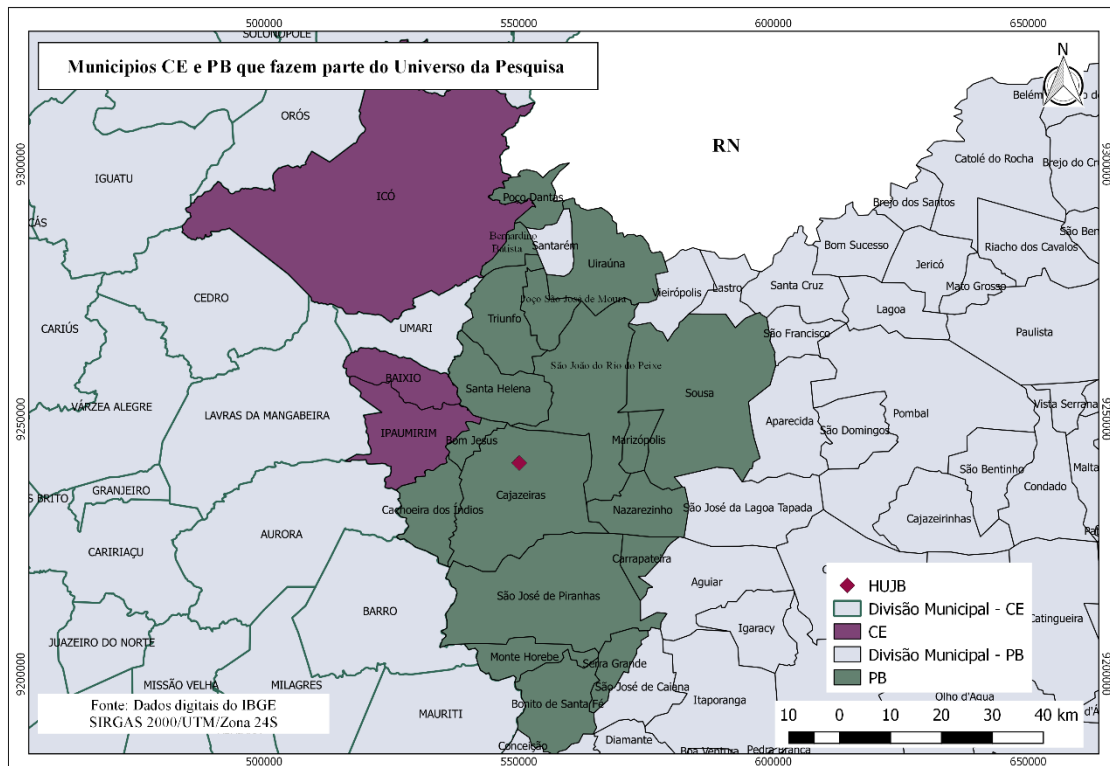 500000 550000 600000 650000
SOLONÓPOLE
Municipios CE e PB que fazem parte do Universo da Pesquisa
N
ORÓS
RN
Catolé do Rocha
9300000
9300000
IGUATU
ICÓ
Poço Dantas
Brejo dos Santos
Bernardino
Batista
Santarém
Uiraúna
Bom Sucesso
Riacho dos Cavalos
Jericó
CEDRO
Vieirópolis
Lastro
Santa Cruz
Mato Grosso
Poço São José de Moura
Triunfo
Lagoa
CARIÚS
UMARI
São Francisco
Paulista
São João do Rio do Peixe
BAIXIO
Santa Helena
Sousa
VÁRZEA ALEGRE
LAVRAS DA MANGABEIRA
Vista Serrana
9250000
9250000
Pombal
Aparecida
São Domingos
IPAUMIRIM
Bom Jesus
Marizópolis
São Bentinho
Malta
GRANJEIRO
Cajazeiras
Condado
S BRITO
Cachoeira dos Índios
Nazarezinho
São José da Lagoa Tapada
Cajazeirinhas
CARIRIAÇU
AURORA
Carrapateira
Aguiar
BARRO
São José de Piranhas
HUJB
Divisão Municipal - CE
CE
Divisão Municipal - PB
PB
Catingueira
Igaracy
JUAZEIRO DO NORTE
Monte Horebe
Serra Grande
9200000
9200000
MISSÃO VELHA
MILAGRES
São José de Caiana
Itaporanga
Olho d'Água
Bonito de Santa Fé
Fonte: Dados digitais do IBGE
SIRGAS 2000/UTM/Zona 24S
MAURITI
10 0 10 20 30 40 km
Diamante
Conceição
Boa Ventura
Pedra Branca
500000 550000 600000 650000